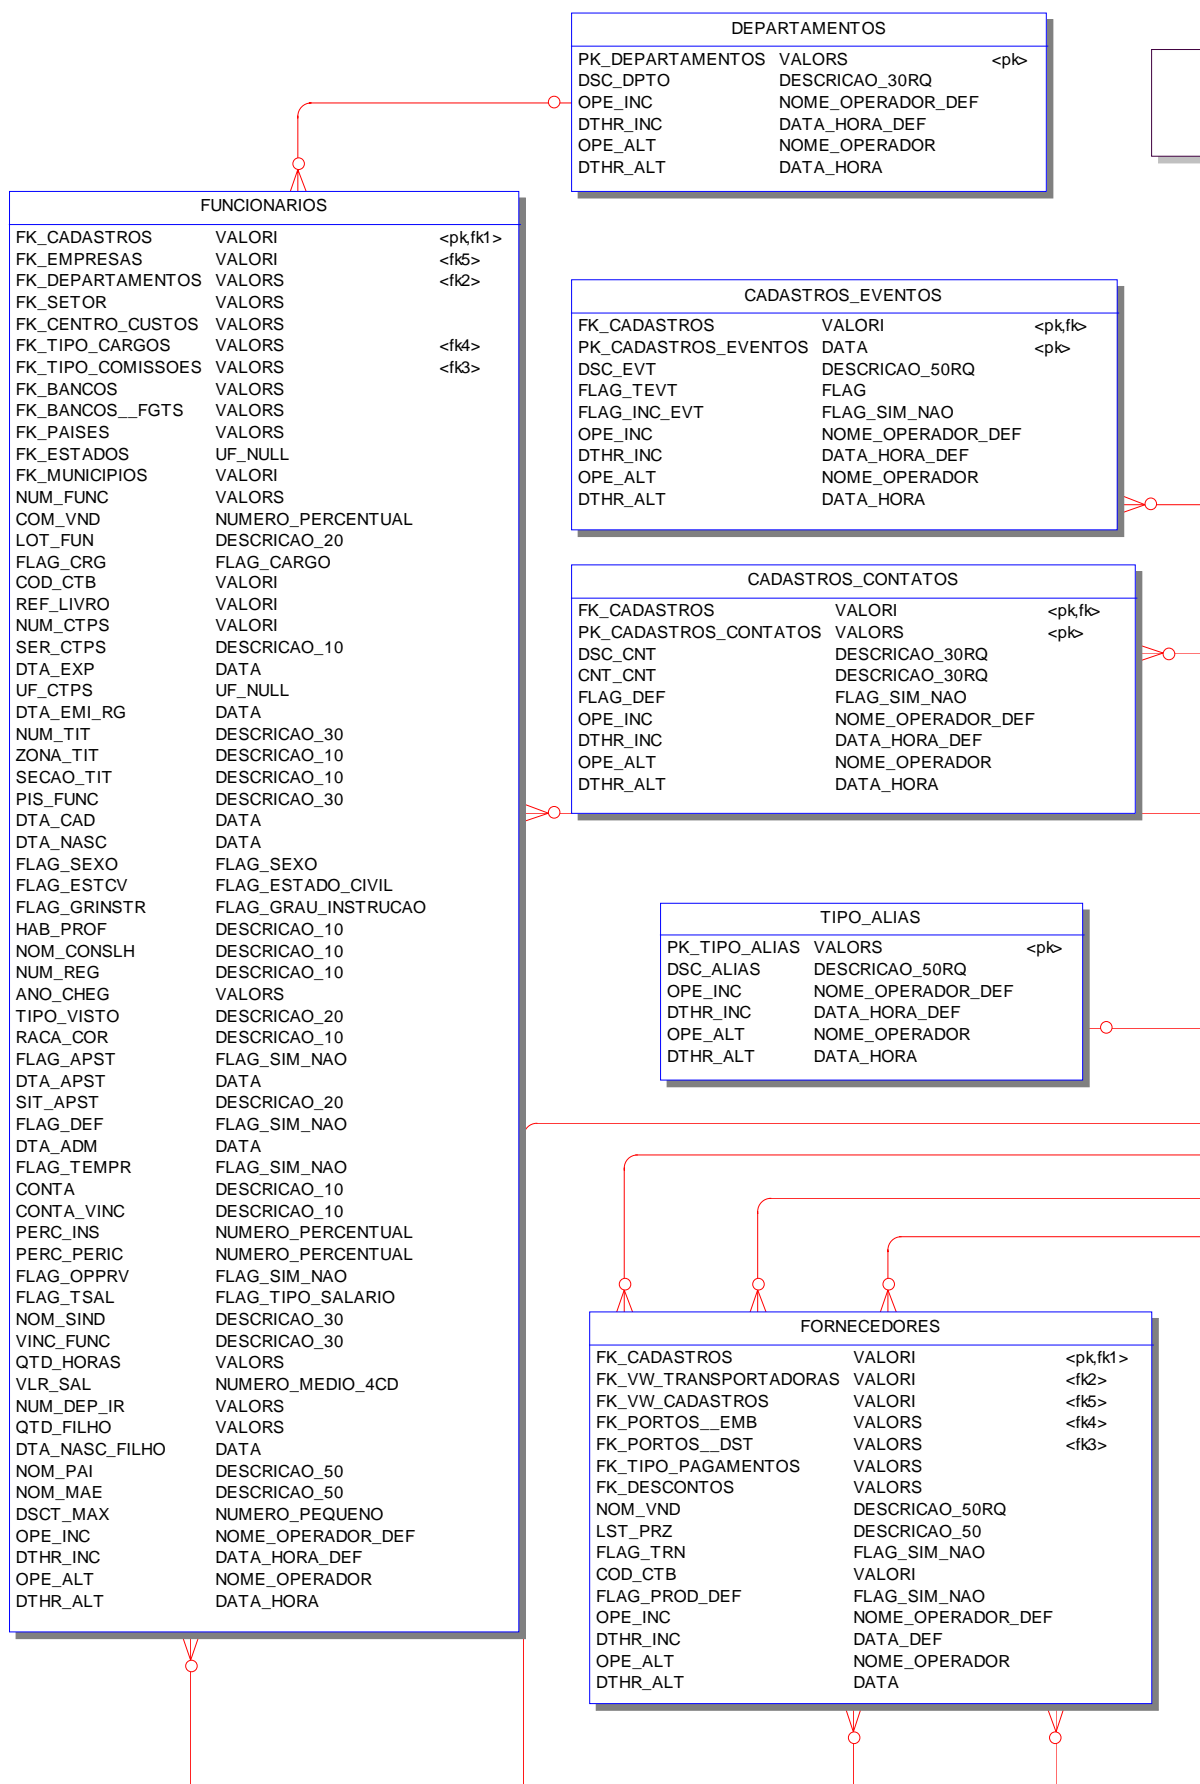 DEPARTAMENTOS
PK_DEPARTAMENTOS VALORS <pk>
DSC_DPTO DESCRICAO_30RQ
OPE_INC NOME_OPERADOR_DEF
DTHR_INC DATA_HORA_DEF
OPE_ALT NOME_OPERADOR
DTHR_ALT DATA_HORA
FUNCIONARIOS
FK_CADASTROS VALORI <pk,fk1>
FK_EMPRESAS VALORI <fk5>
FK_DEPARTAMENTOS VALORS <fk2>
FK_SETOR VALORS
FK_CENTRO_CUSTOS VALORS
FK_TIPO_CARGOS VALORS <fk4>
FK_TIPO_COMISSOES VALORS <fk3>
FK_BANCOS VALORS
FK_BANCOS__FGTS VALORS
FK_PAISES VALORS
FK_ESTADOS UF_NULL
FK_MUNICIPIOS VALORI
NUM_FUNC VALORS
COM_VND NUMERO_PERCENTUAL
LOT_FUN DESCRICAO_20
FLAG_CRG FLAG_CARGO
COD_CTB VALORI
REF_LIVRO VALORI
NUM_CTPS VALORI
SER_CTPS DESCRICAO_10
DTA_EXP DATA
UF_CTPS UF_NULL
DTA_EMI_RG DATA
NUM_TIT DESCRICAO_30
ZONA_TIT DESCRICAO_10
SECAO_TIT DESCRICAO_10
PIS_FUNC DESCRICAO_30
DTA_CAD DATA
DTA_NASC DATA
FLAG_SEXO FLAG_SEXO
FLAG_ESTCV FLAG_ESTADO_CIVIL
FLAG_GRINSTR FLAG_GRAU_INSTRUCAO
HAB_PROF DESCRICAO_10
NOM_CONSLH DESCRICAO_10
NUM_REG DESCRICAO_10
ANO_CHEG VALORS
TIPO_VISTO DESCRICAO_20
RACA_COR DESCRICAO_10
FLAG_APST FLAG_SIM_NAO
DTA_APST DATA
SIT_APST DESCRICAO_20
FLAG_DEF FLAG_SIM_NAO
DTA_ADM DATA
FLAG_TEMPR FLAG_SIM_NAO
CONTA DESCRICAO_10
CONTA_VINC DESCRICAO_10
PERC_INS NUMERO_PERCENTUAL
PERC_PERIC NUMERO_PERCENTUAL
FLAG_OPPRV FLAG_SIM_NAO
FLAG_TSAL FLAG_TIPO_SALARIO
NOM_SIND DESCRICAO_30
VINC_FUNC DESCRICAO_30
QTD_HORAS VALORS
VLR_SAL NUMERO_MEDIO_4CD
NUM_DEP_IR VALORS
QTD_FILHO VALORS
DTA_NASC_FILHO DATA
NOM_PAI DESCRICAO_50
NOM_MAE DESCRICAO_50
DSCT_MAX NUMERO_PEQUENO
OPE_INC NOME_OPERADOR_DEF
DTHR_INC DATA_HORA_DEF
OPE_ALT NOME_OPERADOR
DTHR_ALT DATA_HORA
CADASTROS_EVENTOS
FK_CADASTROS VALORI <pk,fk>
PK_CADASTROS_EVENTOS DATA <pk>
DSC_EVT DESCRICAO_50RQ
FLAG_TEVT FLAG
FLAG_INC_EVT FLAG_SIM_NAO
OPE_INC NOME_OPERADOR_DEF
DTHR_INC DATA_HORA_DEF
OPE_ALT NOME_OPERADOR
DTHR_ALT DATA_HORA
CADASTROS_CONTATOS
FK_CADASTROS VALORI <pk,fk>
PK_CADASTROS_CONTATOS VALORS <pk>
DSC_CNT DESCRICAO_30RQ
CNT_CNT DESCRICAO_30RQ
FLAG_DEF FLAG_SIM_NAO
OPE_INC NOME_OPERADOR_DEF
DTHR_INC DATA_HORA_DEF
OPE_ALT NOME_OPERADOR
DTHR_ALT DATA_HORA
TIPO_ALIAS
PK_TIPO_ALIAS VALORS <pk>
DSC_ALIAS DESCRICAO_50RQ
OPE_INC NOME_OPERADOR_DEF
DTHR_INC DATA_HORA_DEF
OPE_ALT NOME_OPERADOR
DTHR_ALT DATA_HORA
FORNECEDORES
FK_CADASTROS VALORI <pk,fk1>
FK_VW_TRANSPORTADORAS VALORI <fk2>
FK_VW_CADASTROS VALORI <fk5>
FK_PORTOS__EMB VALORS <fk4>
FK_PORTOS__DST VALORS <fk3>
FK_TIPO_PAGAMENTOS VALORS
FK_DESCONTOS VALORS
NOM_VND DESCRICAO_50RQ
LST_PRZ DESCRICAO_50
FLAG_TRN FLAG_SIM_NAO
COD_CTB VALORI
FLAG_PROD_DEF FLAG_SIM_NAO
OPE_INC NOME_OPERADOR_DEF
DTHR_INC DATA_DEF
OPE_ALT NOME_OPERADOR
DTHR_ALT DATA